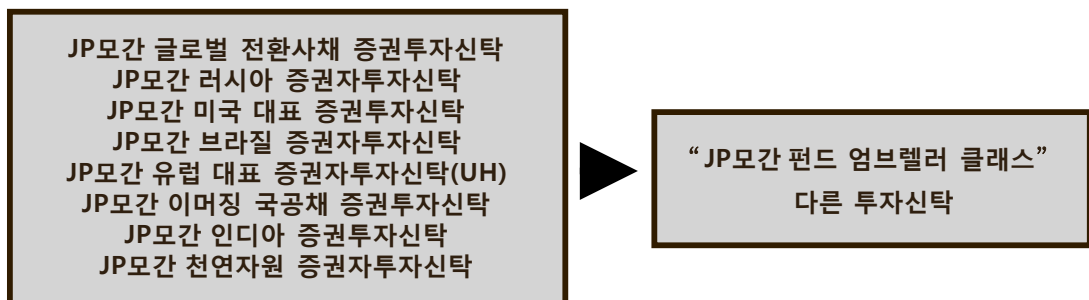 JP모간 글로벌 전환사채 증권투자신탁
JP모간 러시아 증권자투자신탁
JP모간 미국 대표 증권투자신탁
JP모간 브라질 증권자투자신탁
JP모간 유럽 대표 증권자투자신탁(UH)
JP모간 이머징 국공채 증권투자신탁
JP모간 인디아 증권투자신탁
JP모간 천연자원 증권자투자신탁
“JP모간 펀드 엄브렐러 클래스”
다른 투자신탁